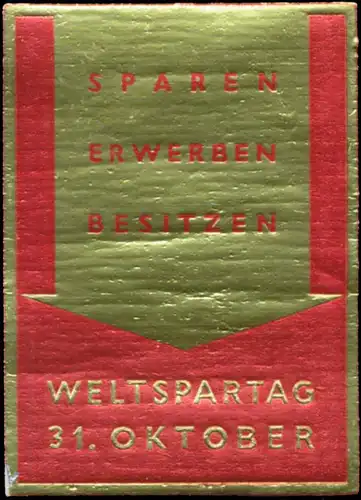 SPAREN
ERWERBEN
BESITZEN
WELTSPARTAG
31. OKTOBER